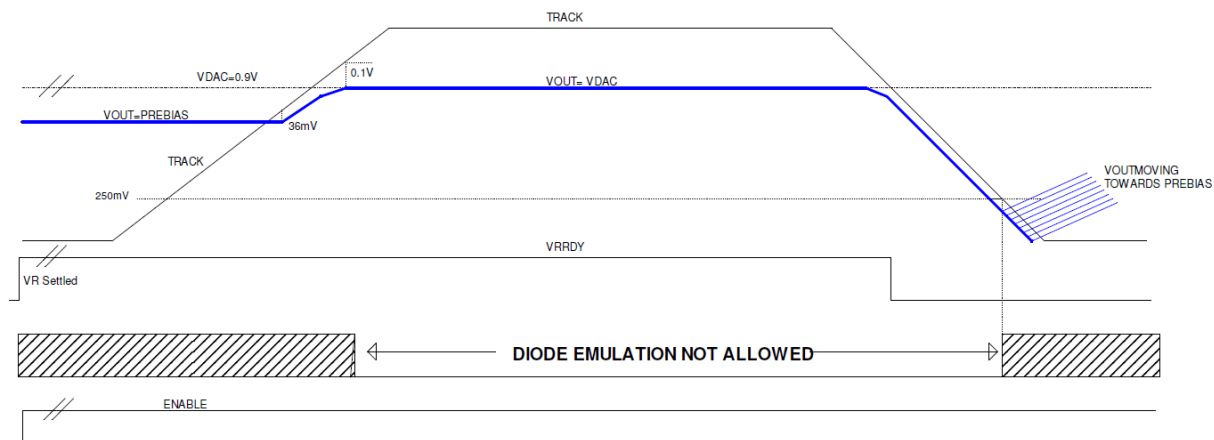 TRACK
VDAC=0.9V
0.1V
VOUT= VDAC
VOUT=PREBIAS
36mV
TRACK
VOUTMOVING
TOWARDS PREBIAS
250mV
VRRDY
VR Settled
DIODE EMULATION NOT ALLOWED
ENABLE